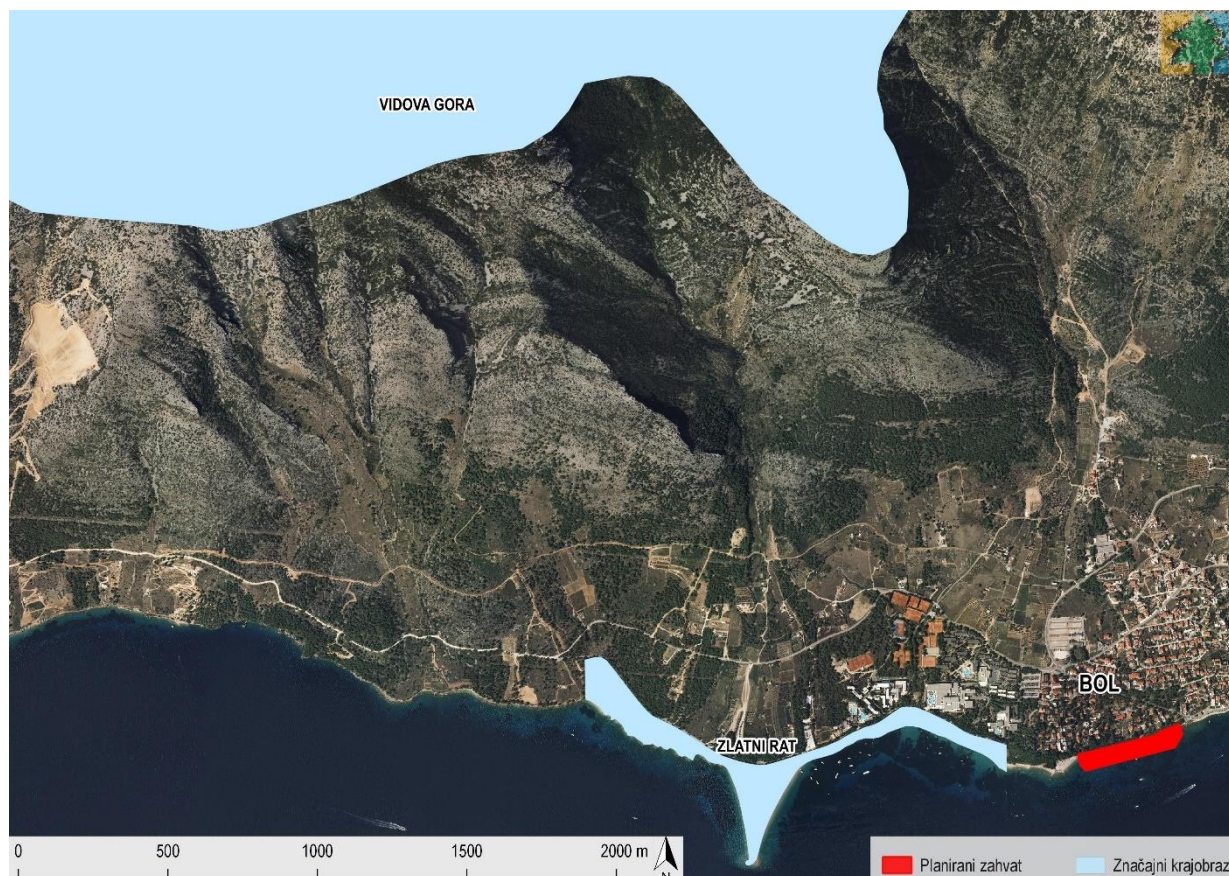 VIDOVA GORA
BOL
ZLATNI RAT
0 500 1000 1500 2000 m
N
Planirani zahvat
Značajni krajobraz